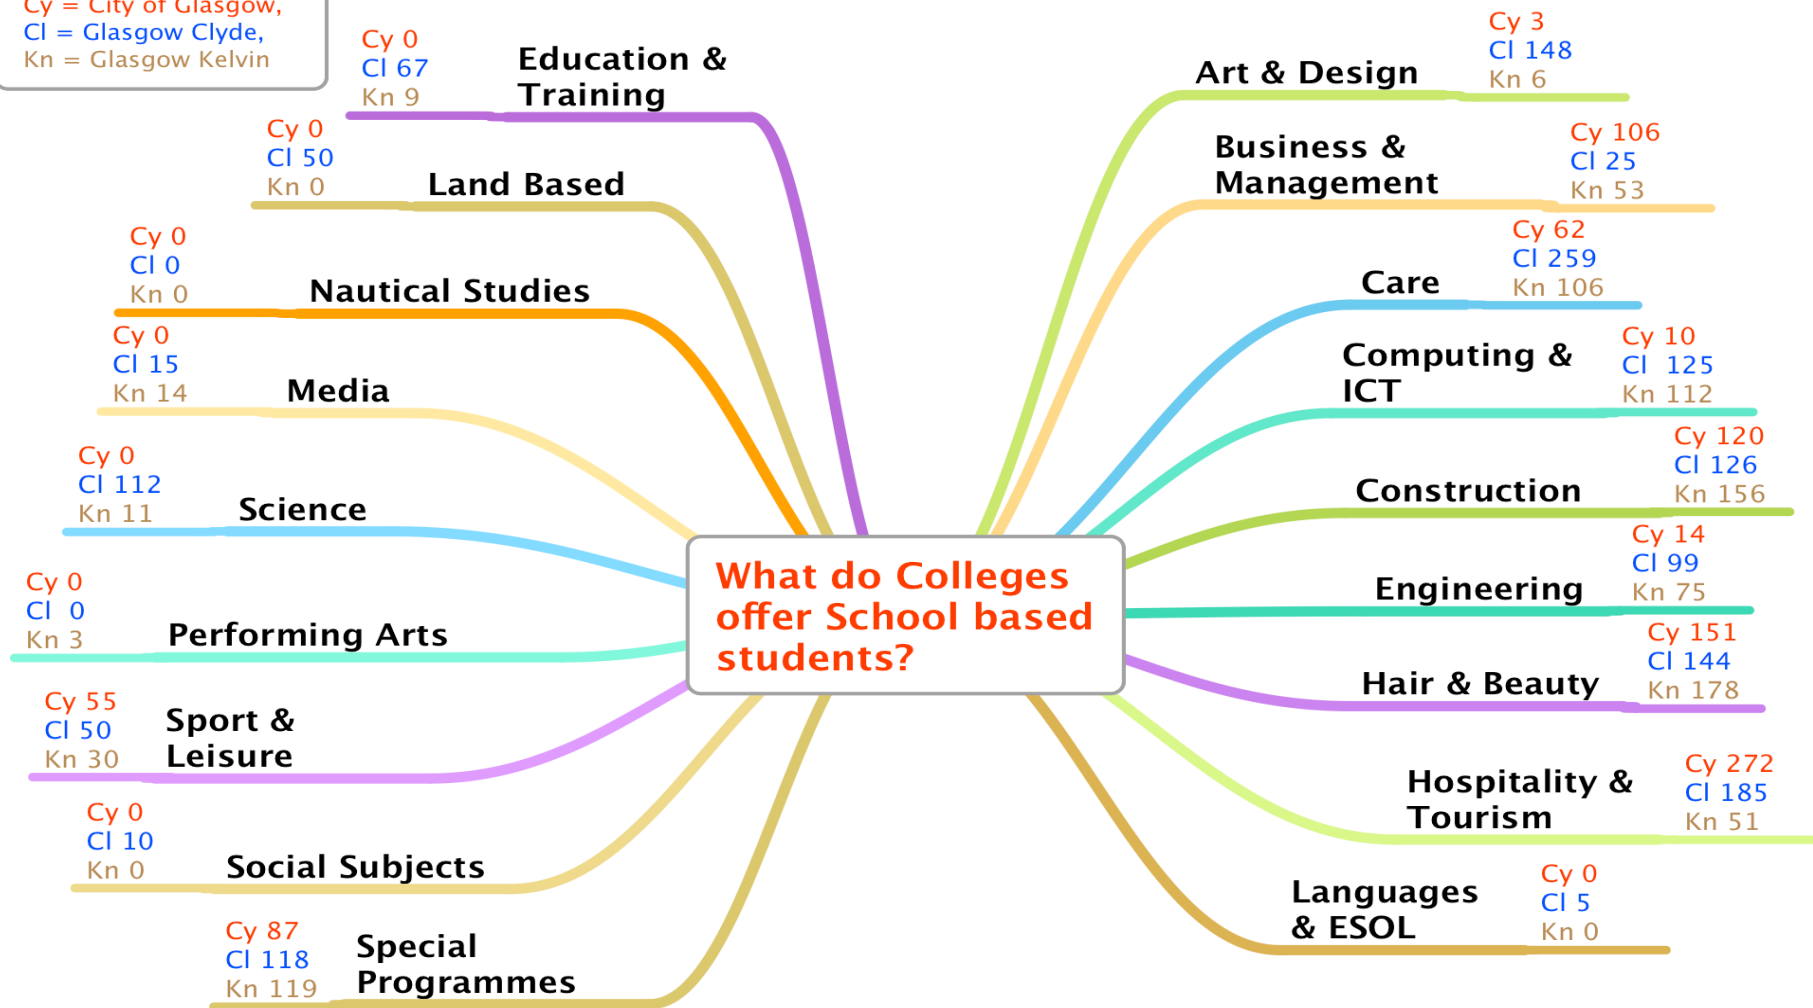 Cy = City of Glasgow,
Cl = Glasgow Clyde,
Kn = Glasgow Kelvin
What do Colleges
offer School based
students?
Art & Design
Cy 3
Cl 148
Kn 6
Business &
Management
Cy 106
Cl 25
Kn 53
Care
Cy 62
Cl 259
Kn 106
Computing &
ICT
Cy 10
Cl  125
Kn 112
Construction
Cy 120
Cl 126
Kn 156
Engineering
Cy 14
Cl 99
Kn 75
Hair & Beauty
Cy 151
Cl 144
Kn 178
Hospitality &
Tourism
Cy 272
Cl 185
Kn 51
Languages
& ESOL
Cy 0
Cl 5
Kn 0
Education &
Training
Cy 0
Cl 67
Kn 9
Land Based
Cy 0
Cl 50
Kn 0
Nautical Studies
Cy 0
Cl 0
Kn 0
Media
Cy 0
Cl 15
Kn 14
Science
Cy 0
Cl 112
Kn 11
Performing Arts
Cy 0
Cl  0
Kn 3
Sport &
Leisure
Cy 55
Cl 50
Kn 30
Social Subjects
Cy 0
Cl 10
Kn 0
Special
Programmes
Cy 87
Cl 118
Kn 119